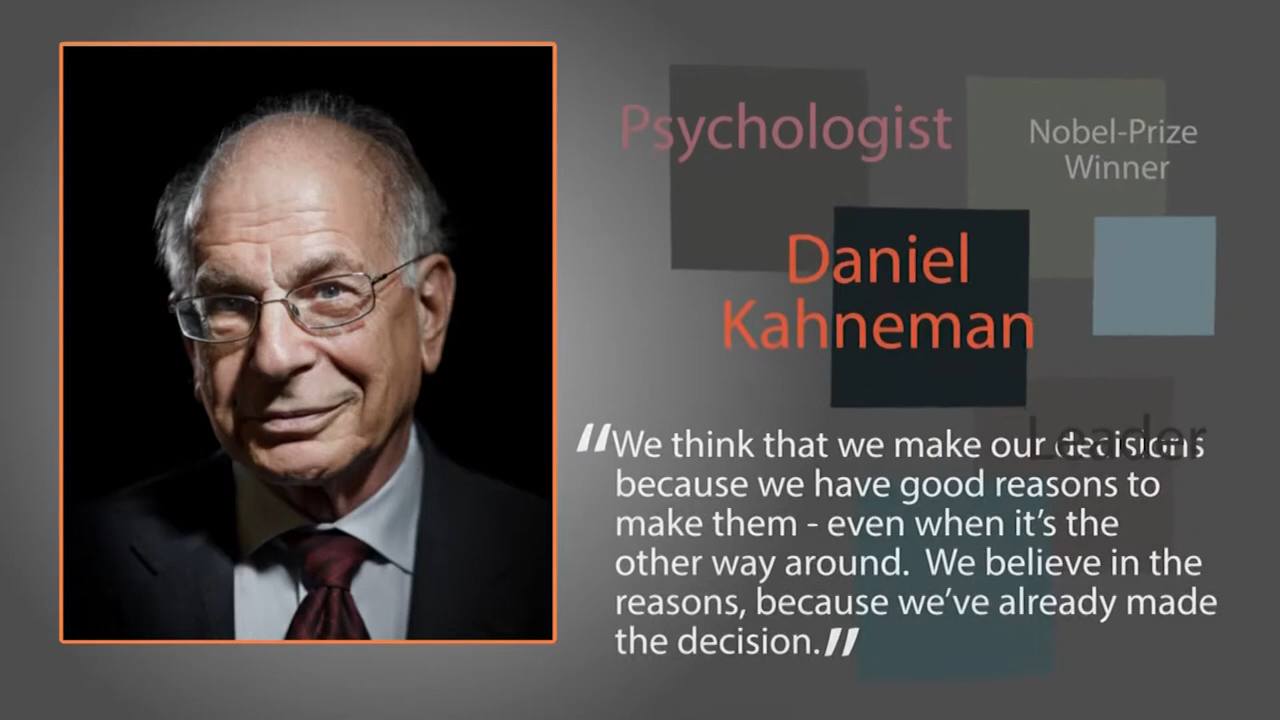 Psychologist
Nobel-Prize
Winner
Daniel
Kahneman
Leader
“We think that we make our decisions
because we have good reasons to
make them - even when it’s the
other way around.  We believe in the
reasons, because we’ve already made
the decision.”